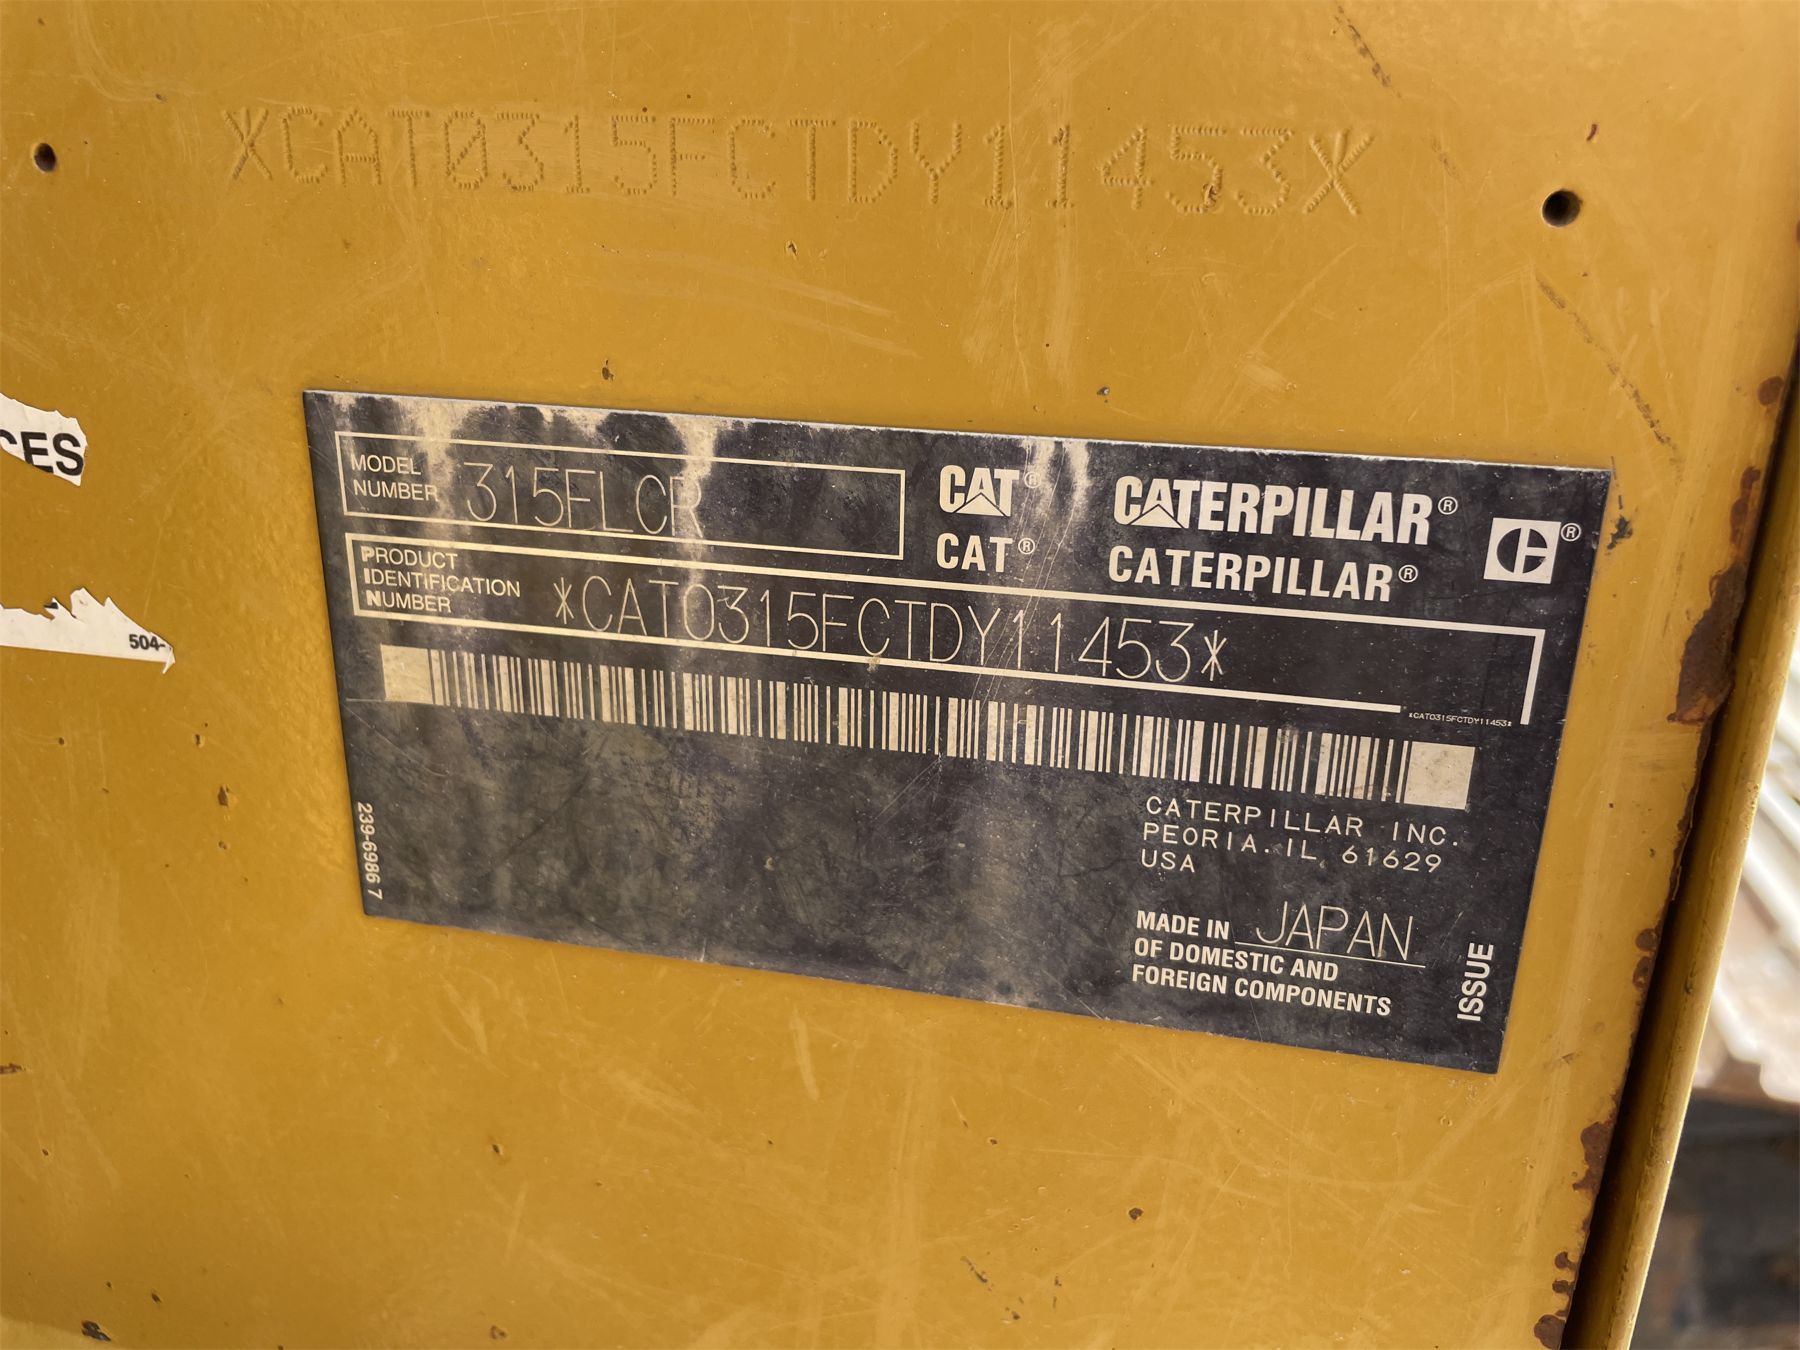 *CAT0315FCTDY11453*
CES
504-
MODEL NUMBER 315FLCR
CAT® CATERPILLAR® ®
CAT® CATERPILLAR®
PRODUCT IDENTIFICATION NUMBER *CAT0315FCTDY11453*
*CAT0315FCTDY11453*
239-6986 7
CATERPILLAR INC.
PEORIA. IL 61629
USA
MADE IN JAPAN
OF DOMESTIC AND
FOREIGN COMPONENTS
ISSUE